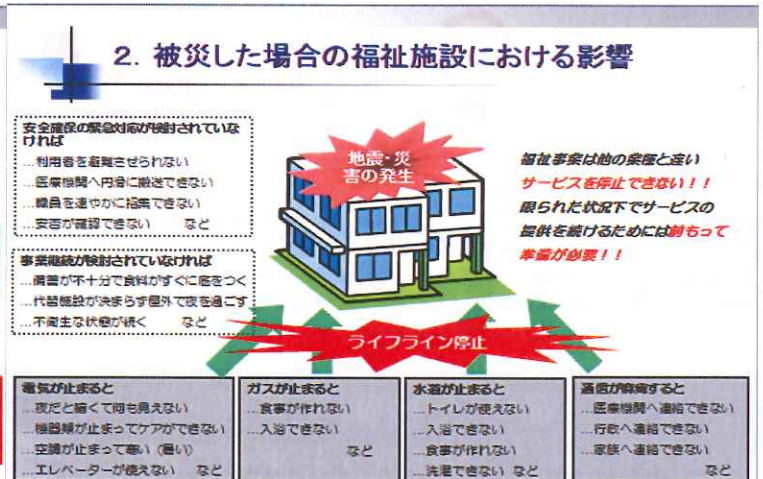 2. 被災した場合の福祉施設における影響
安全確保の緊急対応が検討されていな
ければ
…利用者を避難させられない
…医療機関へ円滑に搬送できない
…職員を速やかに招集できない
…安否が確認できない など
事業継続が検討されていなければ
…備蓄が不十分で食料がすぐに底をつく
…代替施設が決まらず屋外で夜を過ごす
…不衛生な状態が続く など
地震・災
害の発生
福祉事業は他の業種と違い
サービスを停止できない！！
限られた状況下でサービスの
提供を続けるためには前もって
準備が必要！！
ライフライン停止
電気が止まると
…夜だと暗くて何も見えない
…機器類が止まってケアができない
…空調が止まって寒い（暑い）
…エレベーターが使えない など
ガスが止まると
…食事が作れない
…入浴できない
など
水道が止まると
…トイレが使えない
…入浴できない
…食事が作れない
…洗濯できない など
通信が麻痺すると
…医療機関へ連絡できない
…行政へ連絡できない
…家族へ連絡できない
など